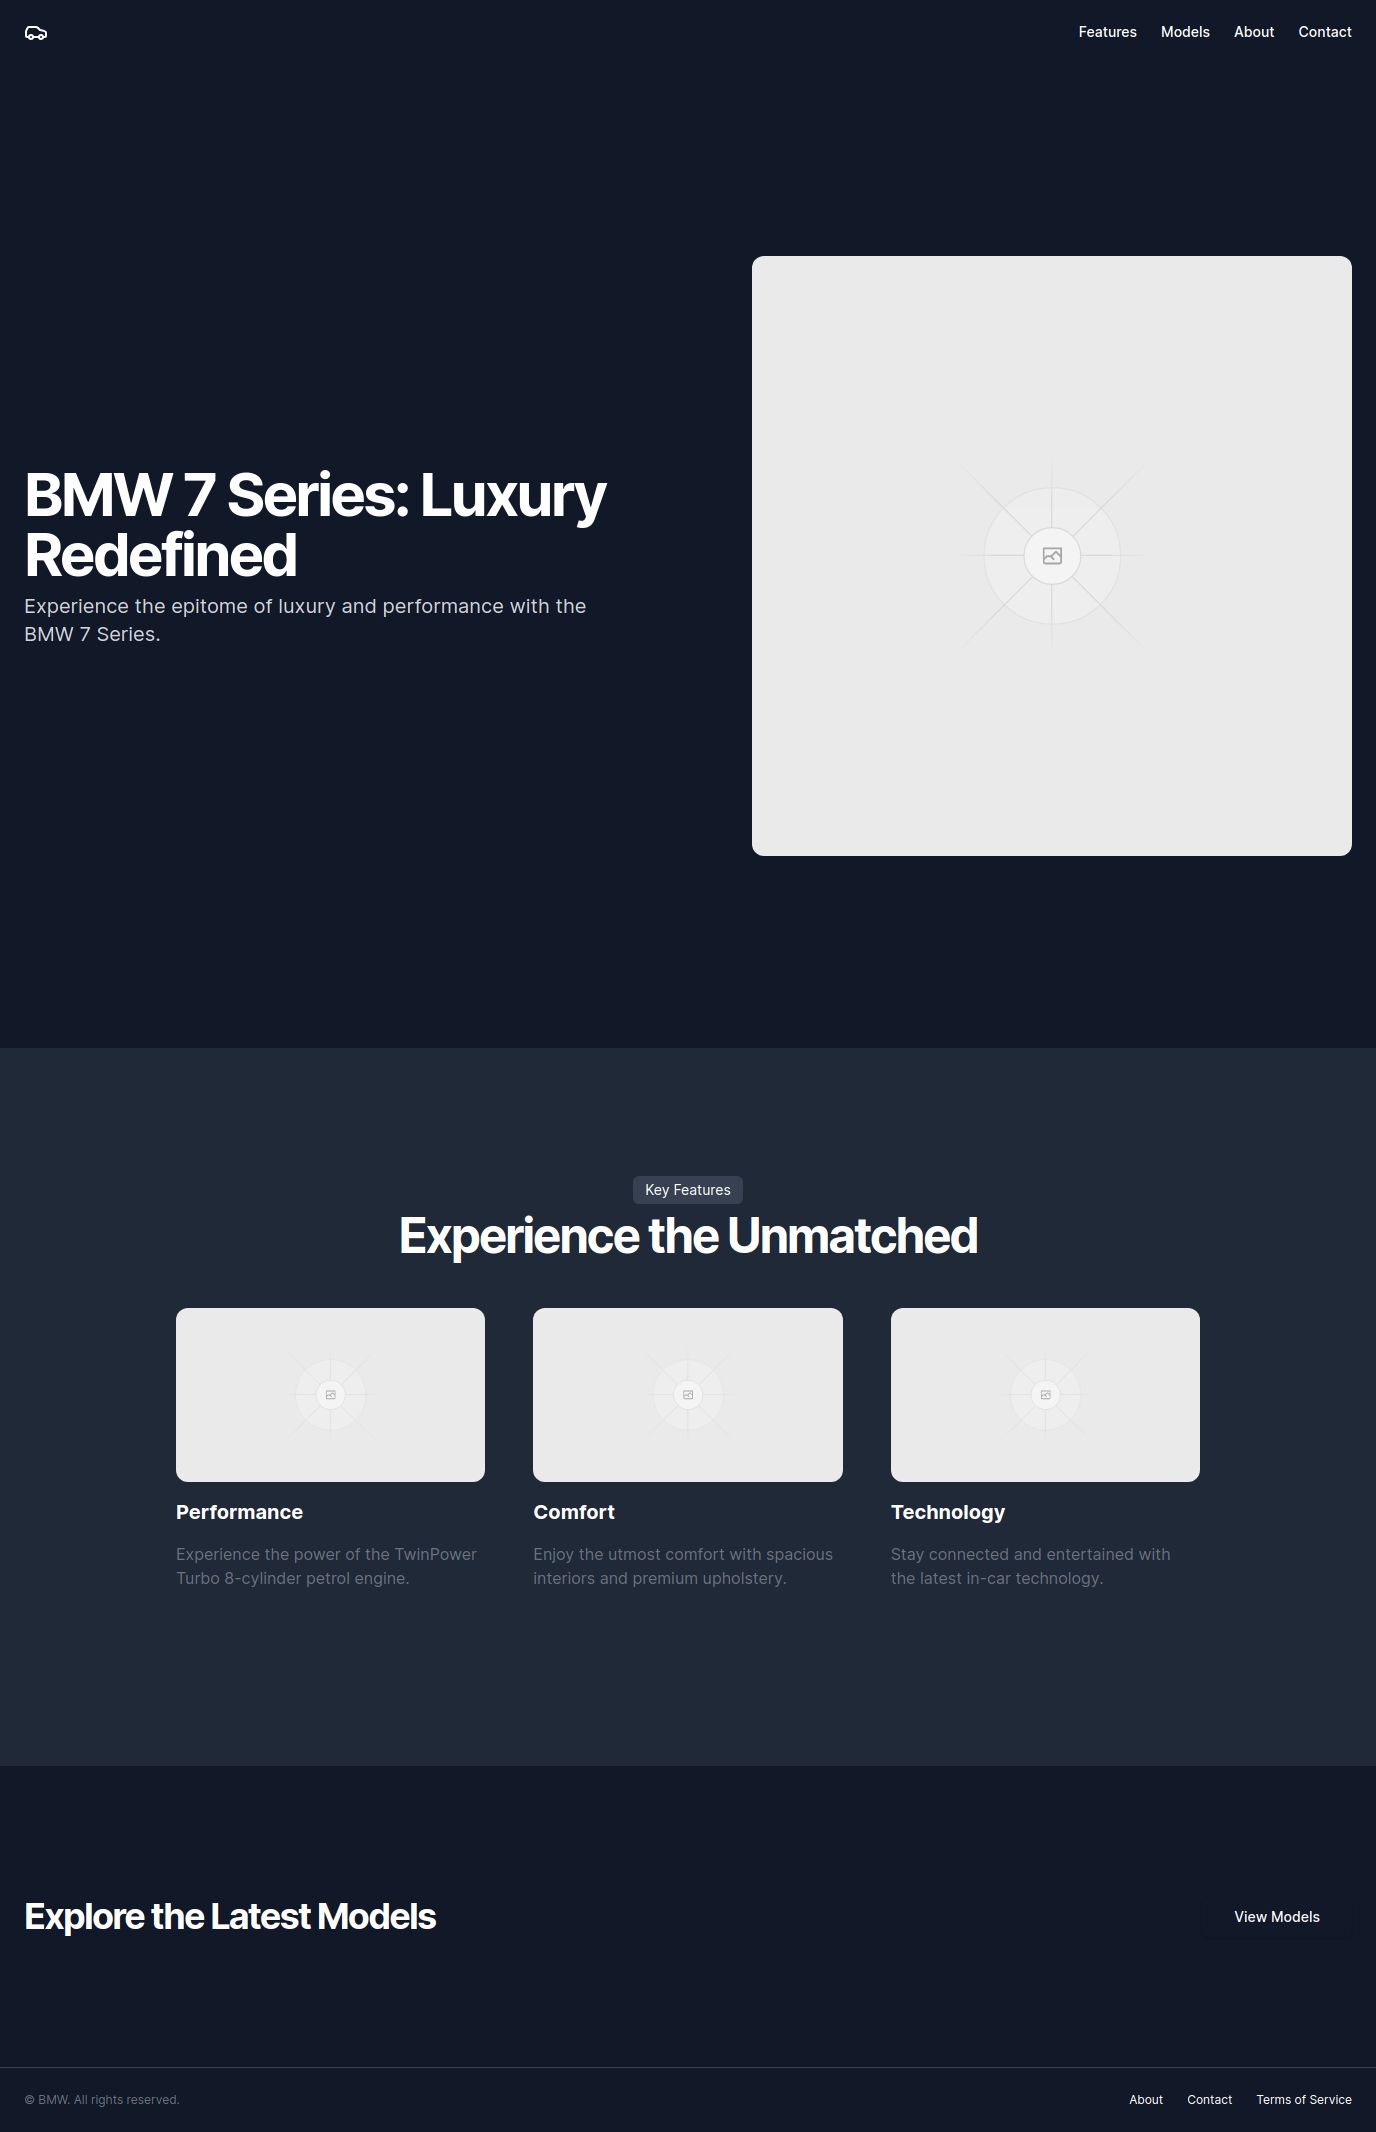 Features Models About Contact
BMW 7 Series: Luxury
Redefined
Experience the epitome of luxury and performance with the
BMW 7 Series.
Key Features
Experience the Unmatched
Performance
Experience the power of the TwinPower
Turbo 8-cylinder petrol engine.
Comfort
Enjoy the utmost comfort with spacious
interiors and premium upholstery.
Technology
Stay connected and entertained with
the latest in-car technology.
Explore the Latest Models
View Models
© BMW. All rights reserved.
About Contact Terms of Service